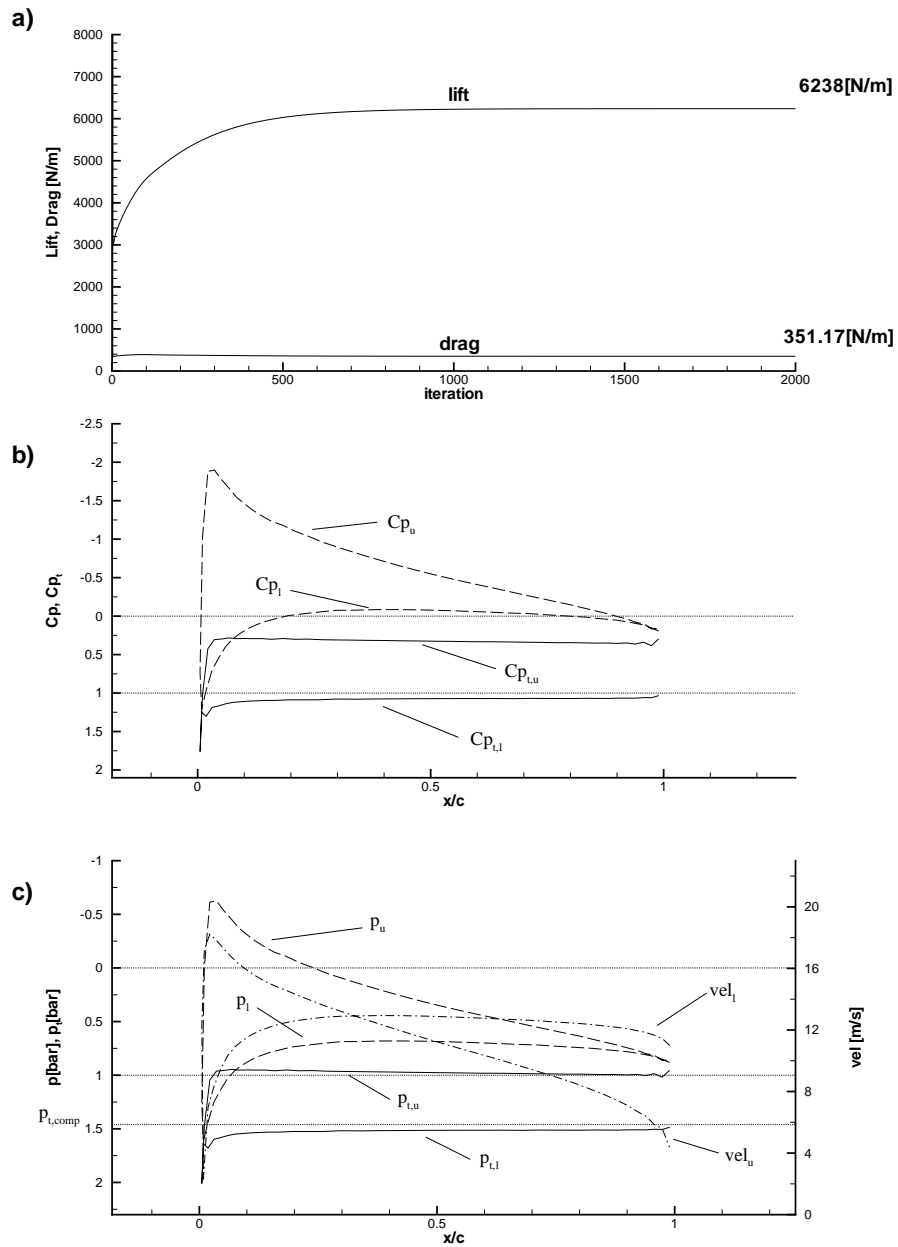 a)
8000
7000
6000
5000
4000
3000
2000
1000
0
Lift, Drag [N/m]
lift
6238[N/m]
drag
351.17[N/m]
0 500 1000 1500 2000
iteration
b)
-2.5
-2
-1.5
-1
-0.5
0
0.5
1
1.5
2
Cp, Cp_t
Cp_u
Cp_l
Cp_t,u
Cp_t,l
0 0.5 1
x/c
c)
-1
-0.5
0
0.5
1
1.5
2
p[bar], p_t[bar]
p_t,comp
p_u
p_l
vel_l
p_t,u
p_t,l
vel_u
20
16
12
8
4
0
vel [m/s]
0 0.5 1
x/c